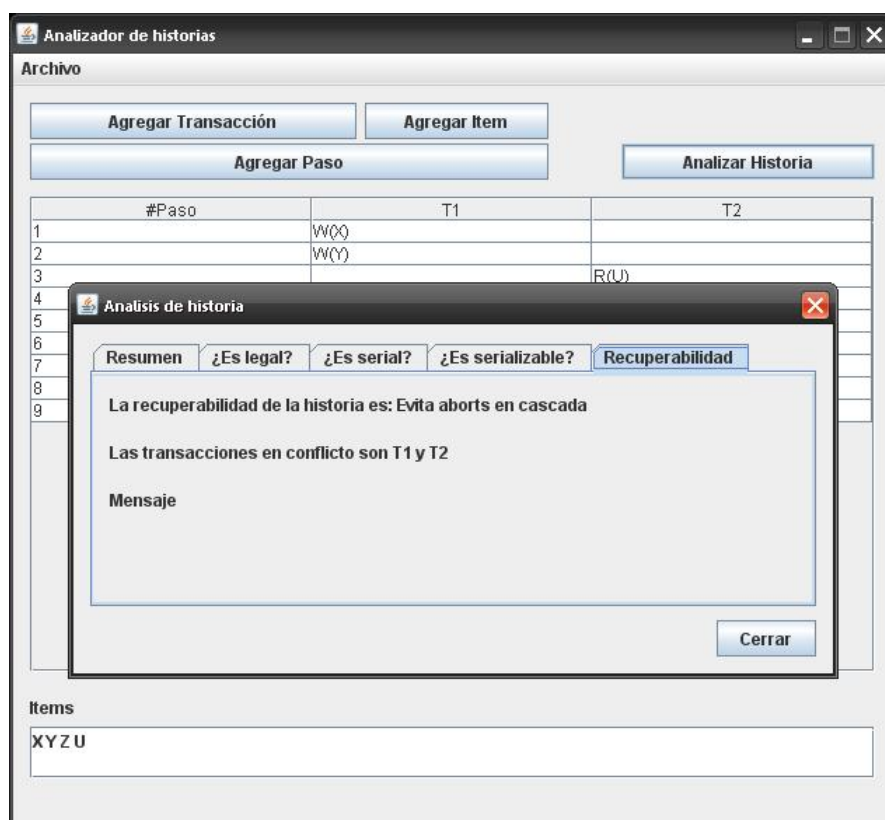 Analizador de historias
Archivo
Agregar Transacción
Agregar Item
Agregar Paso
Analizar Historia
#Paso T1 T2
1 W(X)
2 W(Y)
3 R(U)
4
5
6
7
8
9
Analisis de historia
Resumen ¿Es legal? ¿Es serial? ¿Es serializable? Recuperabilidad
La recuperabilidad de la historia es: Evita aborts en cascada
Las transacciones en conflicto son T1 y T2
Mensaje
Cerrar
Items
X Y Z U